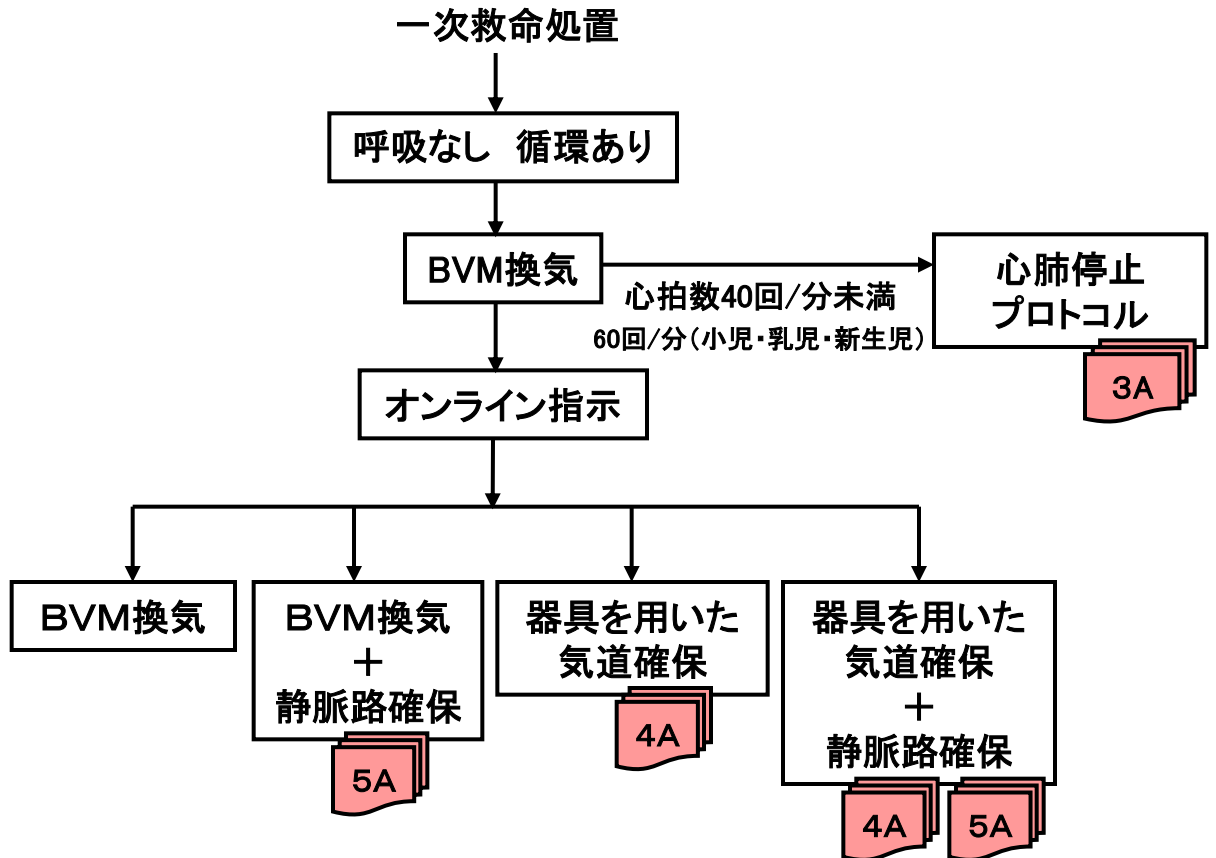 一次救命処置
呼吸なし　循環あり
BVM換気
心拍数40回/分未満
60回/分(小児・乳児・新生児)
心肺停止
プロトコル
3A
オンライン指示
BVM換気
BVM換気
＋
静脈路確保
5A
器具を用いた
気道確保
4A
器具を用いた
気道確保
＋
静脈路確保
4A
5A